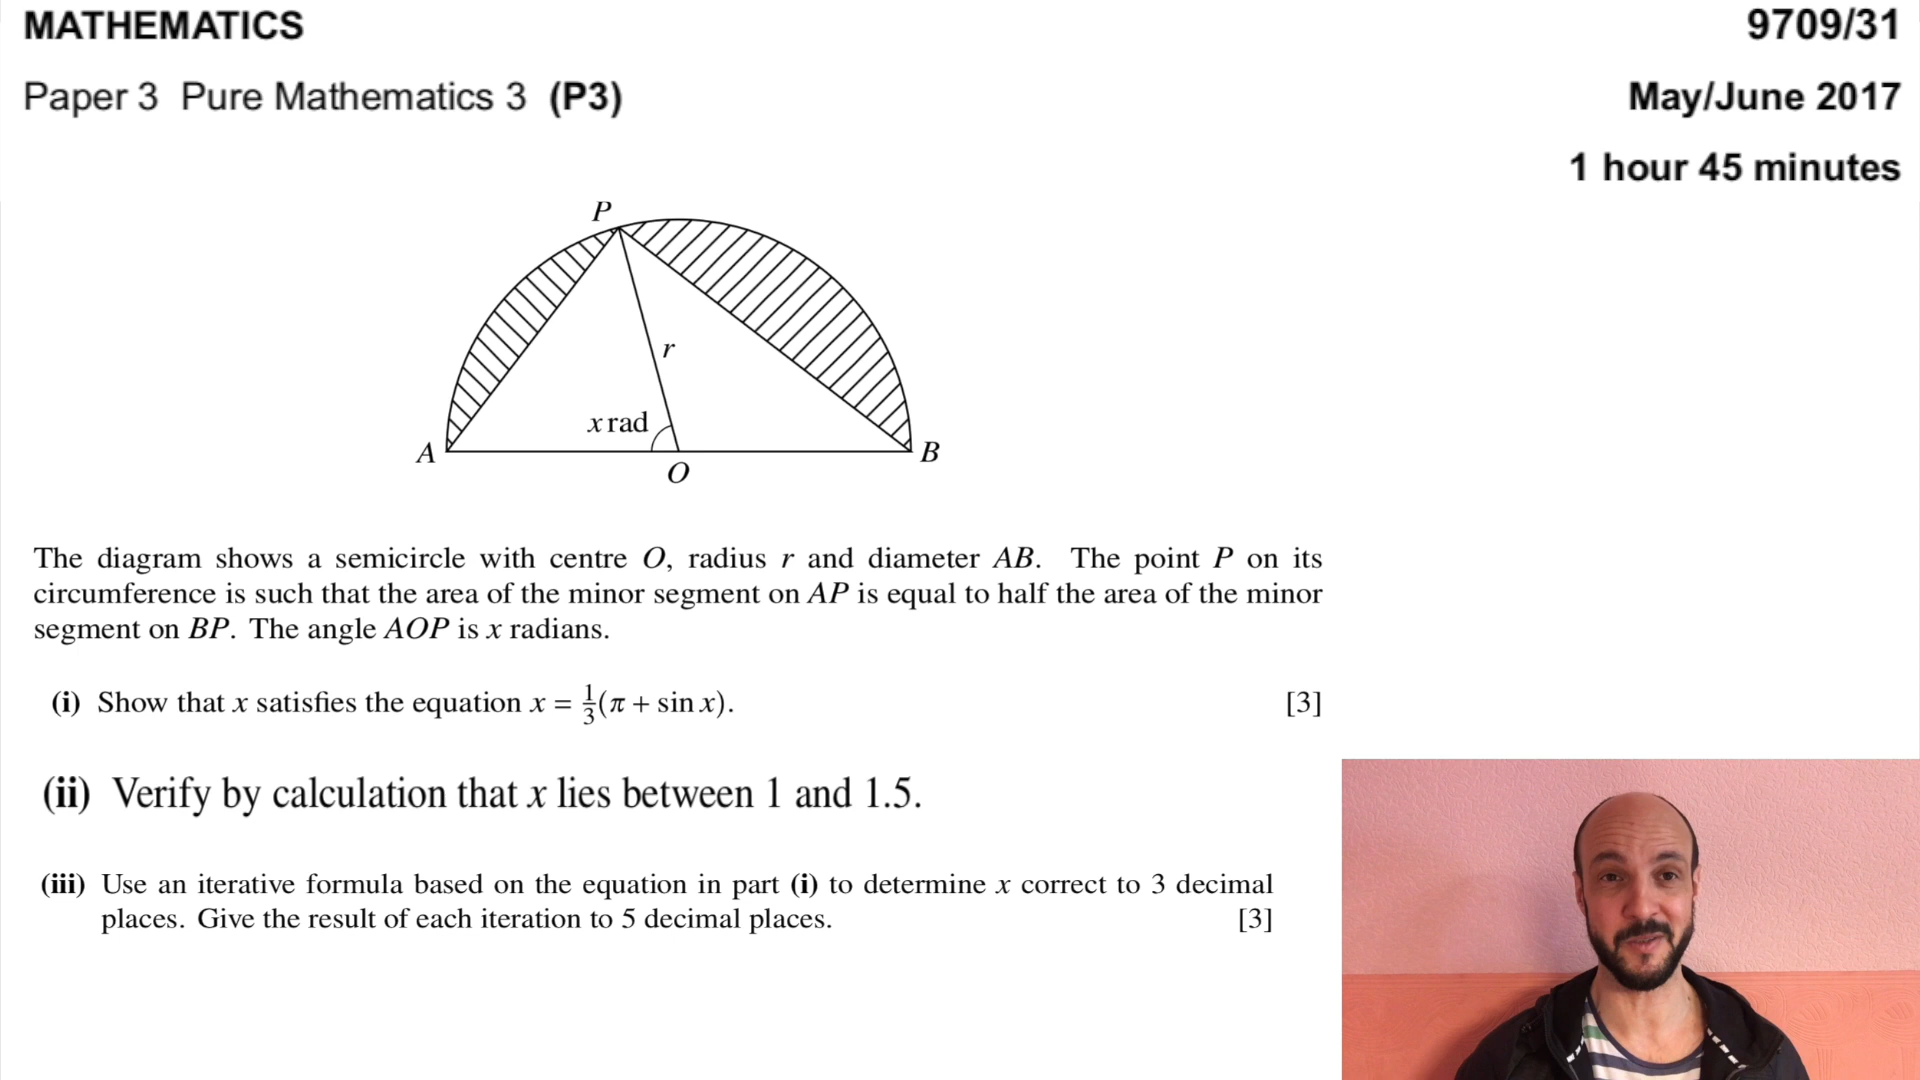 MATHEMATICS 9709/31
Paper 3 Pure Mathematics 3 (P3) May/June 2017
1 hour 45 minutes
P
r
x rad
A B
O
The diagram shows a semicircle with centre O, radius r and diameter AB. The point P on its
circumference is such that the area of the minor segment on AP is equal to half the area of the minor
segment on BP. The angle AOP is x radians.
(i) Show that x satisfies the equation x = 1/3(π + sin x). [3]
(ii) Verify by calculation that x lies between 1 and 1.5.
(iii) Use an iterative formula based on the equation in part (i) to determine x correct to 3 decimal
places. Give the result of each iteration to 5 decimal places. [3]